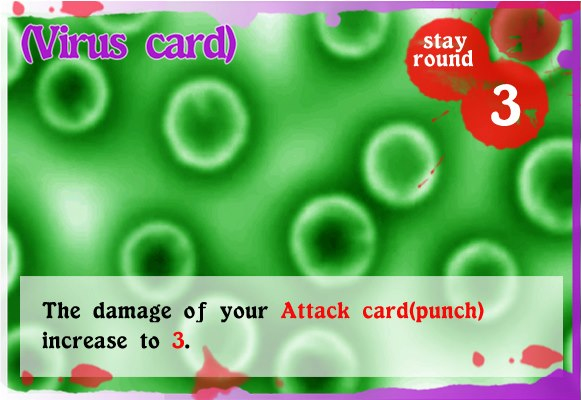 (Virus card)
stay
round
3
The damage of your Attack card(punch)
increase to 3.